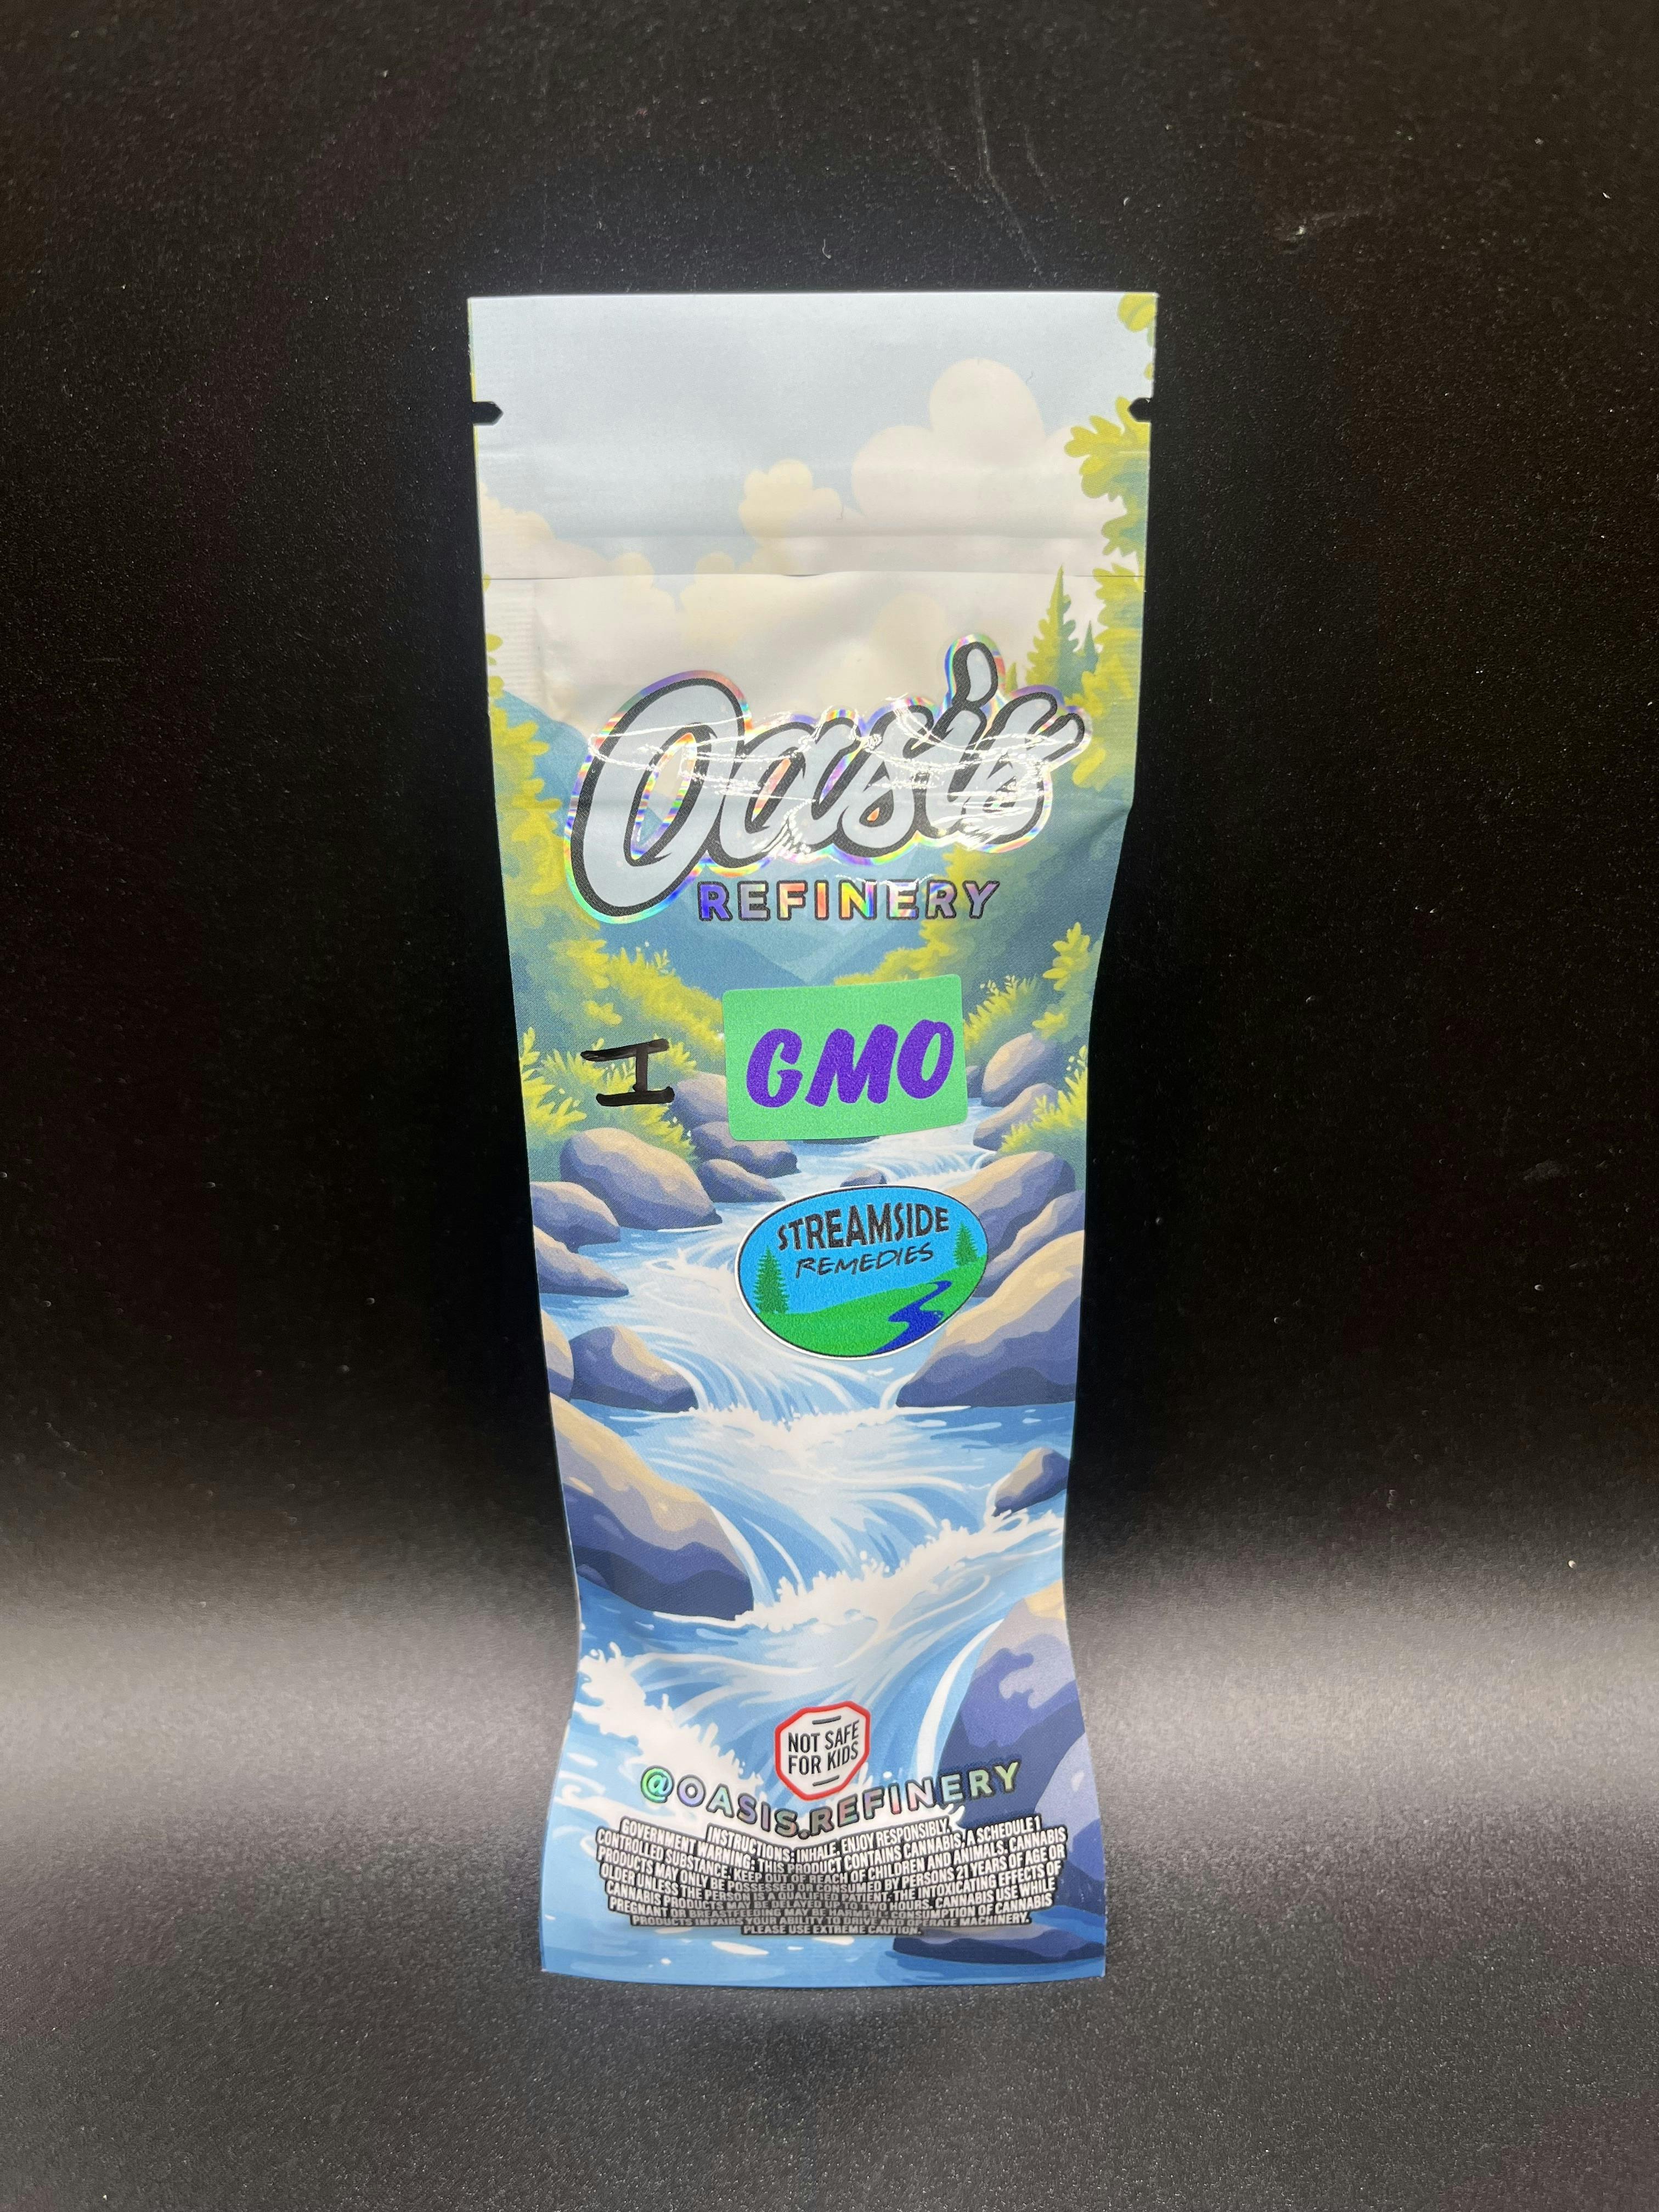 Oasis
REFINERY
I GMO
STREAMSIDE
REMEDIES
NOT SAFE
FOR KIDS
@OASIS.REFINERY
INSTRUCTIONS: INHALE. ENJOY RESPONSIBLY.
GOVERNMENT WARNING: THIS PRODUCT CONTAINS CANNABIS, A SCHEDULE 1
CONTROLLED SUBSTANCE. KEEP OUT OF REACH OF CHILDREN AND ANIMALS. CANNABIS
PRODUCTS MAY ONLY BE POSSESSED OR CONSUMED BY PERSONS 21 YEARS OF AGE OR
OLDER UNLESS THE PERSON IS A QUALIFIED PATIENT. THE INTOXICATING EFFECTS OF
CANNABIS PRODUCTS MAY BE DELAYED UP TO TWO HOURS. CANNABIS USE WHILE
PREGNANT OR BREASTFEEDING MAY BE HARMFUL. CONSUMPTION OF CANNABIS
PRODUCTS IMPAIRS YOUR ABILITY TO DRIVE AND OPERATE MACHINERY.
PLEASE USE EXTREME CAUTION.